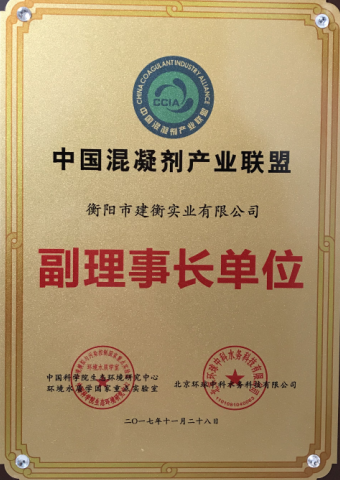 CHINA COAGULANT INDUSTRY ALLIANCE
CCIA
中国混凝剂产业联盟
中国混凝剂产业联盟
衡阳市建衡实业有限公司
副理事长单位
中国科学院生态环境研究中心
环境水质学国家重点实验室
北京环球中科水务科技有限公司
二〇一七年十一月二十八日